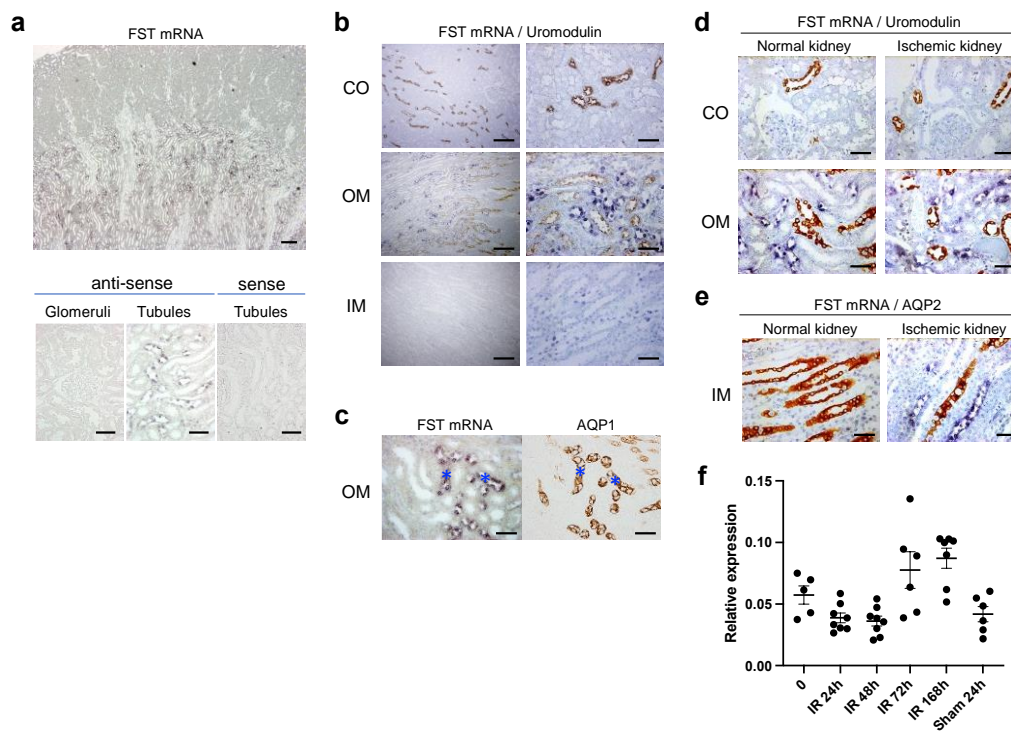 a
FST mRNA
anti-sense
sense
Glomeruli
Tubules
Tubules
b
FST mRNA / Uromodulin
CO
OM
IM
c
FST mRNA
AQP1
OM
*
*
*
*
d
FST mRNA / Uromodulin
Normal kidney
Ischemic kidney
CO
OM
e
FST mRNA / AQP2
Normal kidney
Ischemic kidney
IM
f
Relative expression
0.15
0.10
0.05
0.00
0
IR 24h
IR 48h
IR 72h
IR 168h
Sham 24h